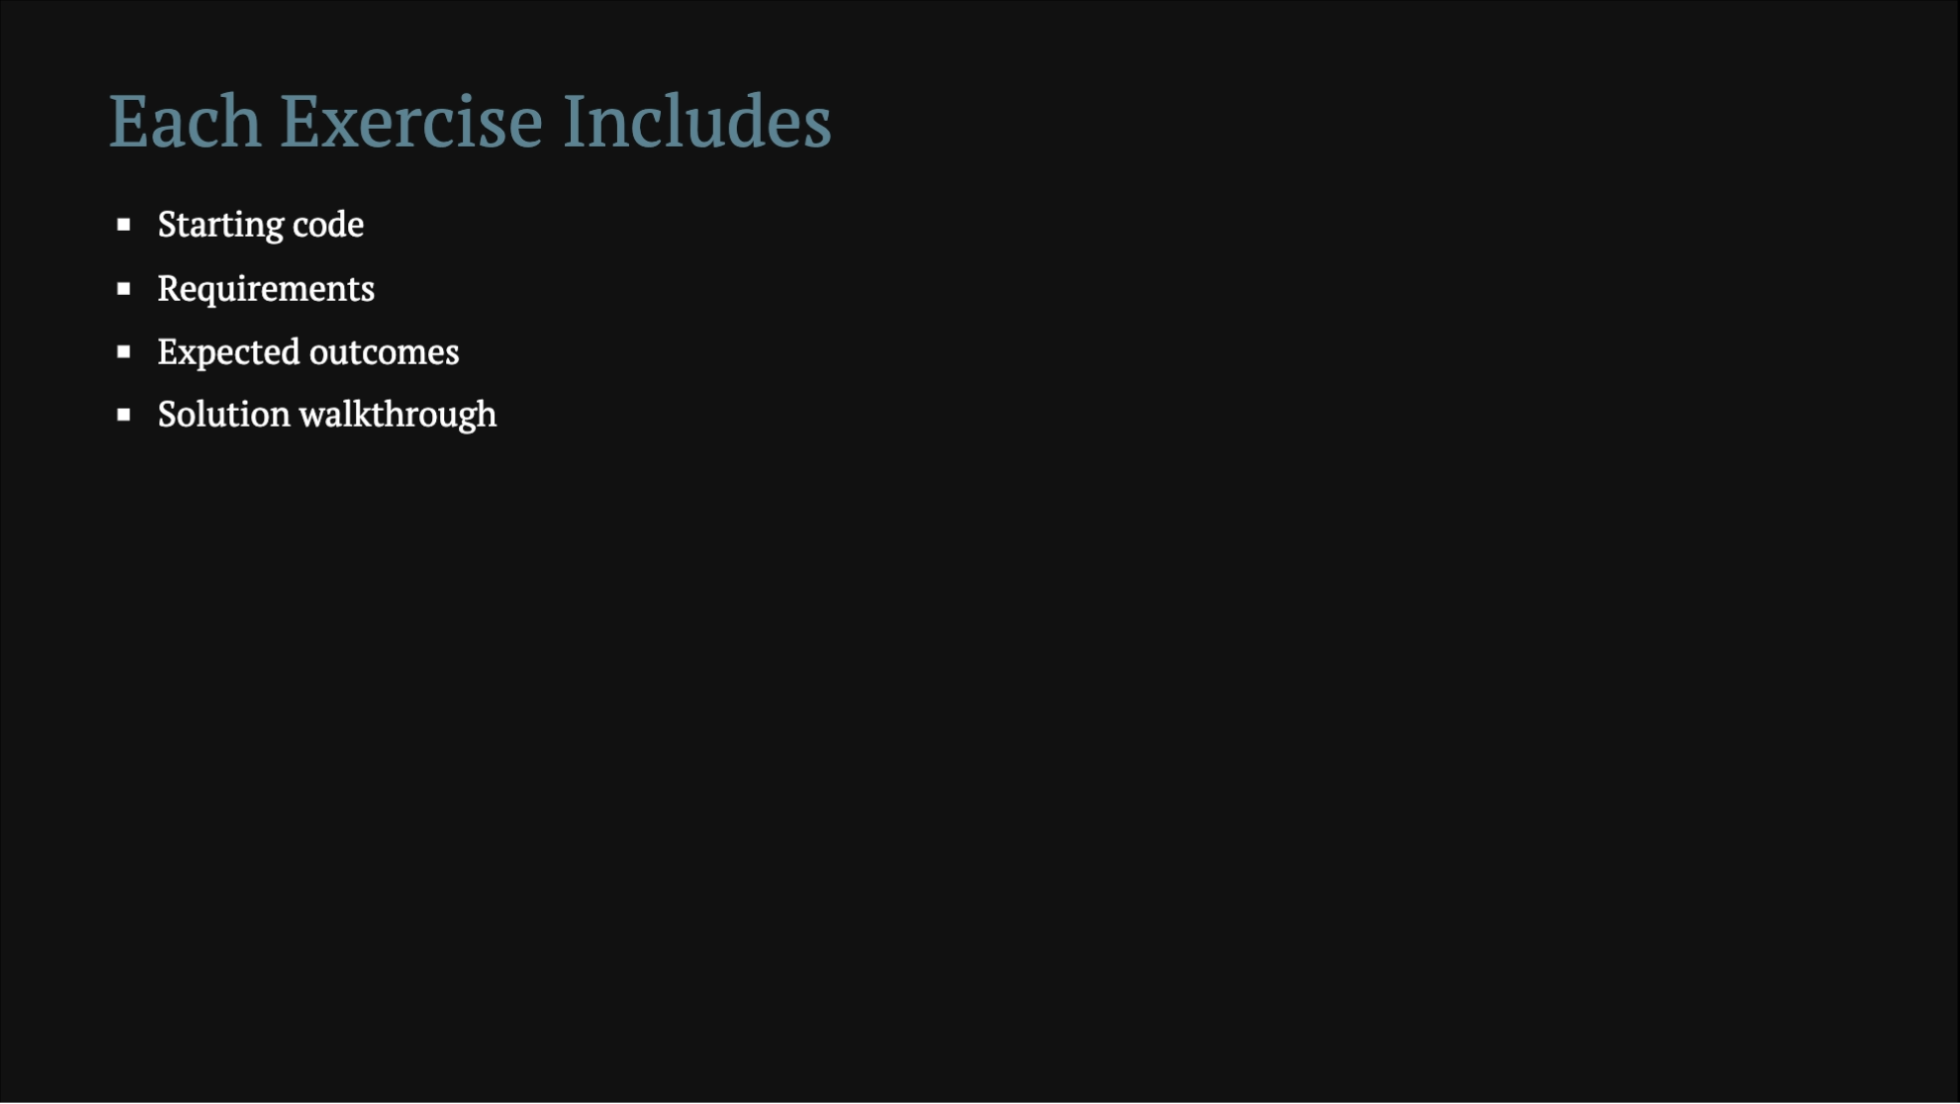 Each Exercise Includes
▪ Starting code
▪ Requirements
▪ Expected outcomes
▪ Solution walkthrough